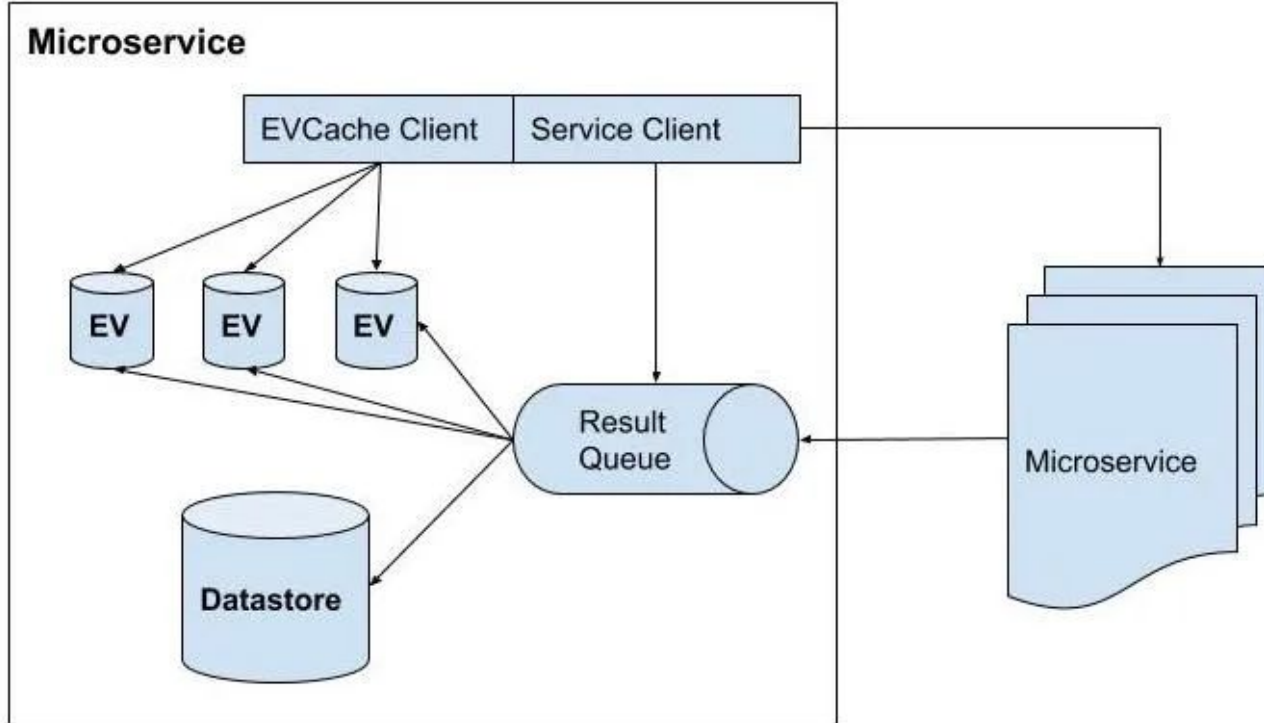 Microservice
EVCache Client
Service Client
EV
EV
EV
Result
Queue
Microservice
Datastore